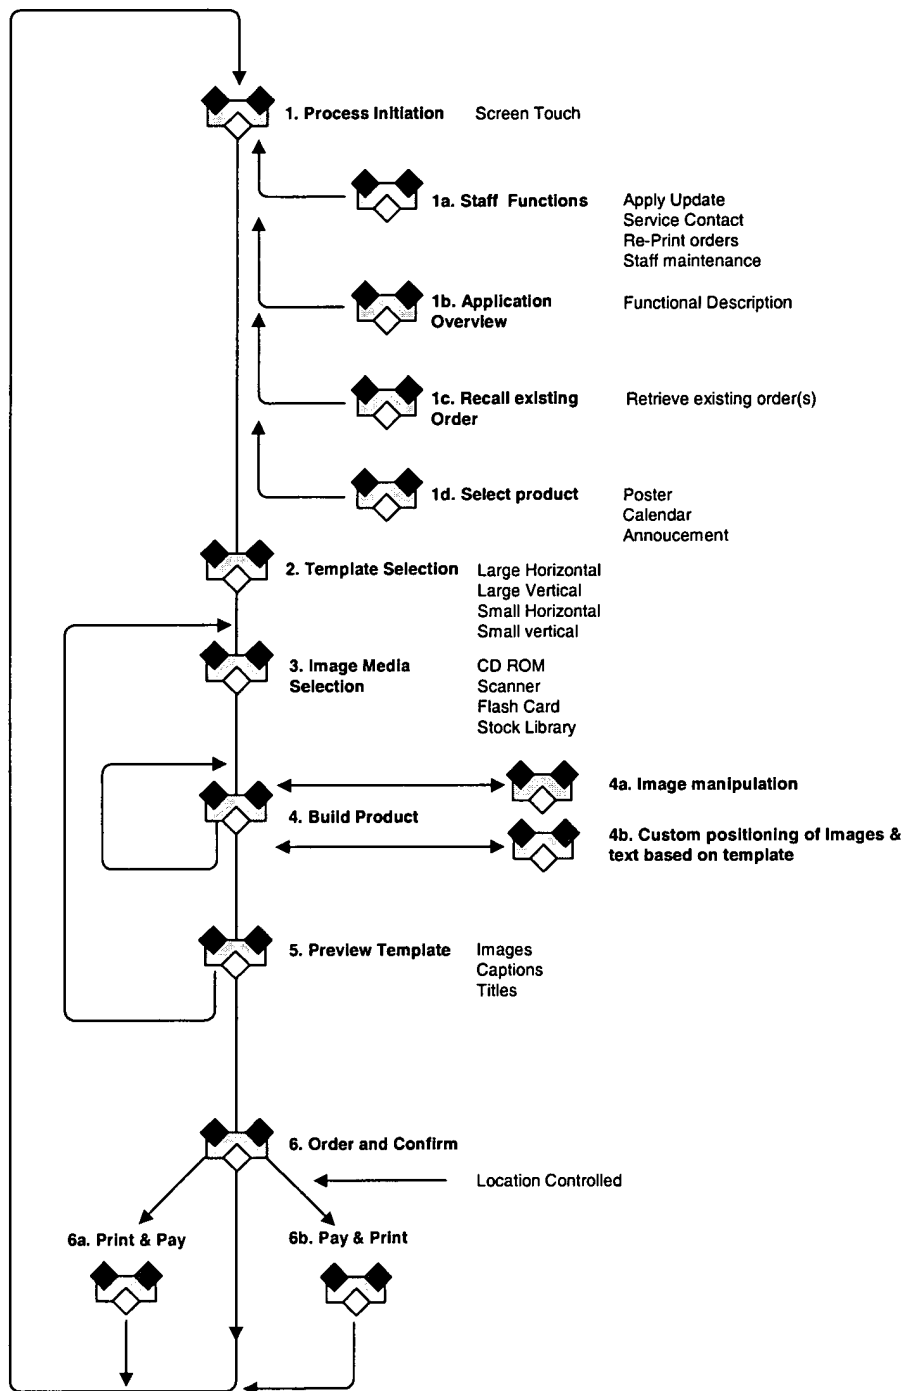 1. Process Initiation Screen Touch
1a. Staff Functions Apply Update
Service Contact
Re-Print orders
Staff maintenance
1b. Application Functional Description
Overview
1c. Recall existing Retrieve existing order(s)
Order
1d. Select product Poster
Calendar
Annoucement
2. Template Selection Large Horizontal
Large Vertical
Small Horizontal
Small vertical
3. Image Media CD ROM
Selection Scanner
Flash Card
Stock Library
4a. Image manipulation
4. Build Product
4b. Custom positioning of Images &
text based on template
5. Preview Template Images
Captions
Titles
6. Order and Confirm
Location Controlled
6a. Print & Pay 6b. Pay & Print